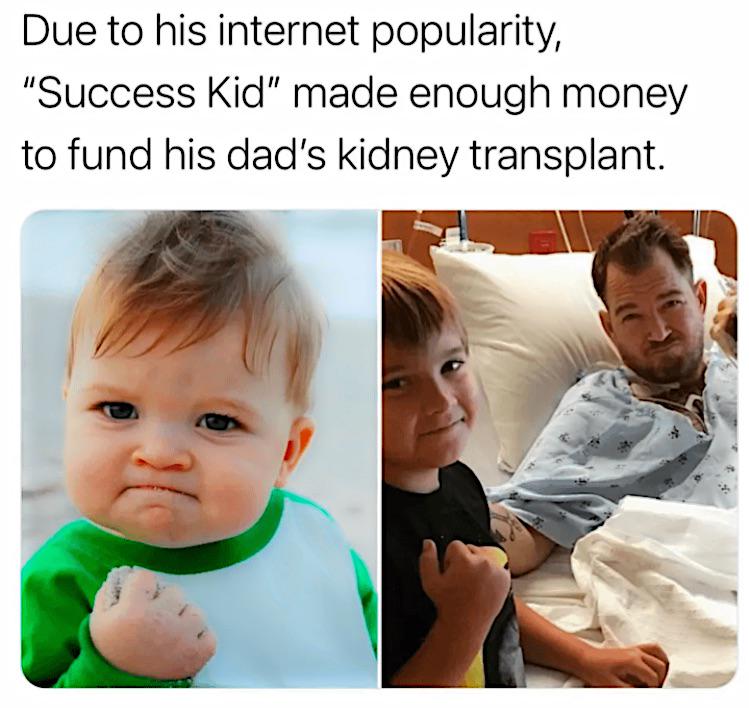 Due to his internet popularity,
“Success Kid” made enough money
to fund his dad’s kidney transplant.